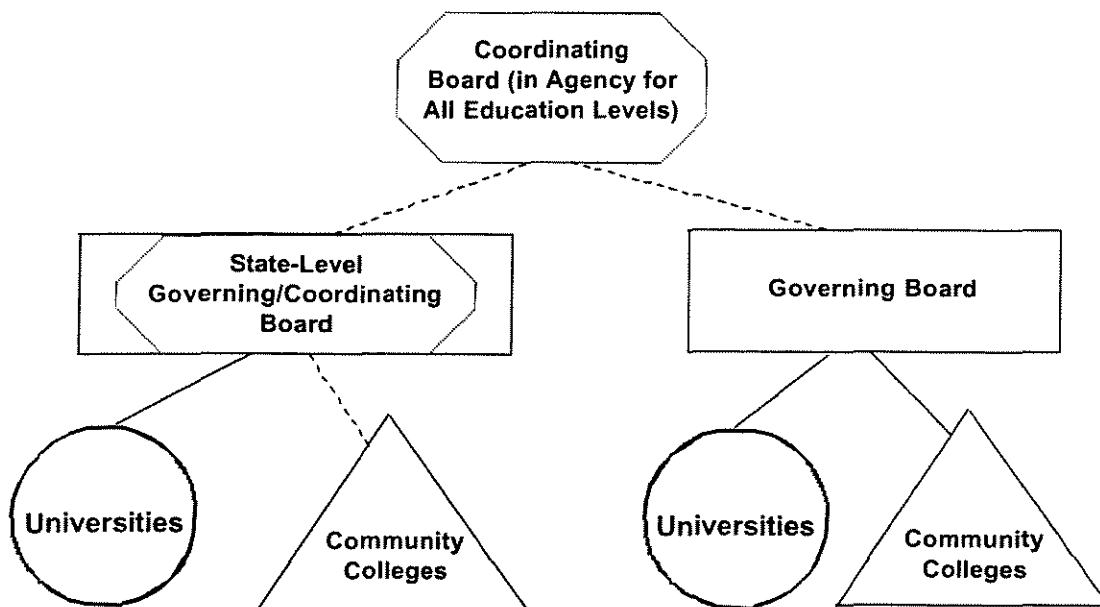 Coordinating
Board (in Agency for
All Education Levels)
State-Level
Governing/Coordinating
Board
Governing Board
Universities
Community
Colleges
Universities
Community
Colleges